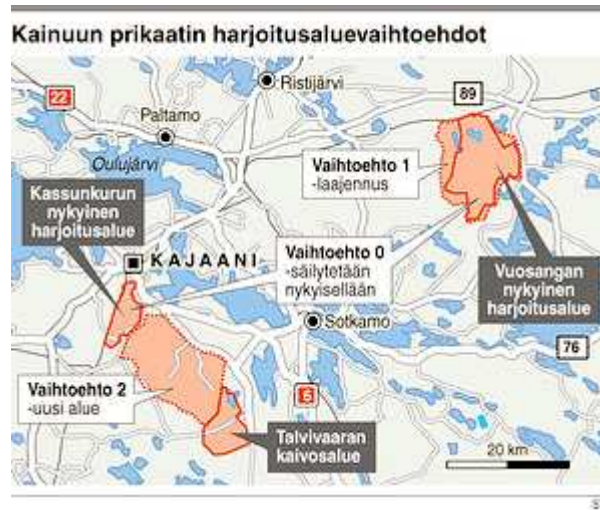 Kainuun prikaatin harjoitusaluevaihtoehdot
22
Ristijärvi
89
Paltamo
Oulujärvi
Vaihtoehto 1
-laajennus
Kassunkurun
nykyinen
harjoitusalue
Vaihtoehto 0
-säilytetään
nykyisellään
KAJAANI
Vuosangan
nykyinen
harjoitusalue
Sotkamo
76
Vaihtoehto 2
-uusi alue
6
Talvivaaran
kaivosalue
20 km